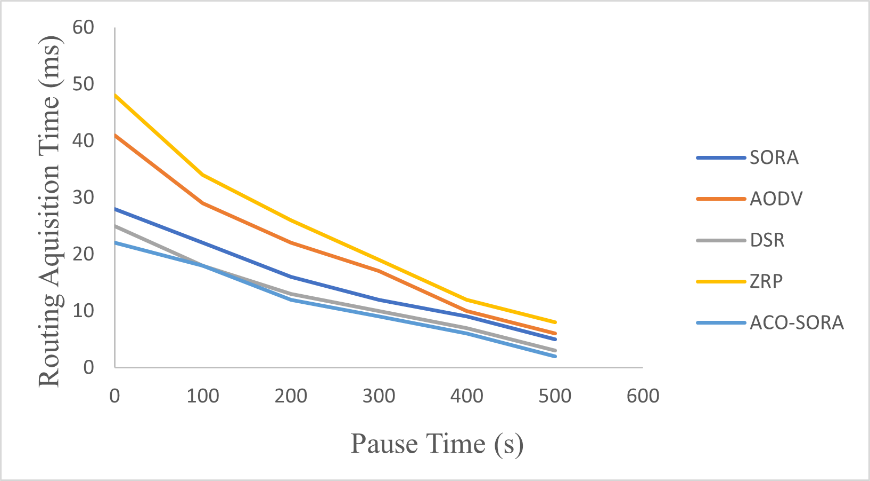 60
50
40
30
20
10
0
Routing Aquisition Time (ms)
0 100 200 300 400 500 600
Pause Time (s)
SORA
AODV
DSR
ZRP
ACO-SORA